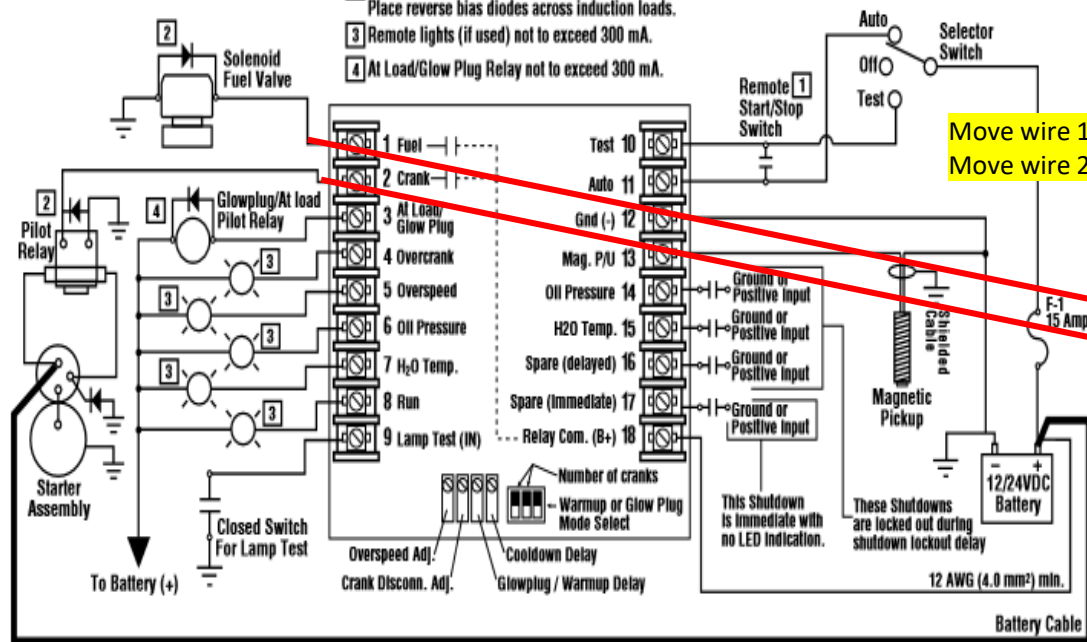 Place reverse bias diodes across induction loads.
3 Remote lights (if used) not to exceed 300 mA.
4 At Load/Glow Plug Relay not to exceed 300 mA.
2
Solenoid
Fuel Valve
Auto
Selector
Switch
Off
Test
Remote 1
Start/Stop
Switch
Move wire 1
Move wire 2
2
Pilot
Relay
4
Glowplug/At load
Pilot Relay
3
3
3
3
3
Starter
Assembly
To Battery (+)
Closed Switch
For Lamp Test
1 Fuel
2 Crank
3 At Load/
Glow Plug
4 Overcrank
5 Overspeed
6 Oil Pressure
7 H₂O Temp.
8 Run
9 Lamp Test (IN)
Test 10
Auto 11
Gnd (-) 12
Mag. P/U 13
Oil Pressure 14
H2O Temp. 15
Spare (delayed) 16
Spare (Immediate) 17
Relay Com. (B+) 18
Ground or
Positive Input
Ground or
Positive Input
Ground or
Positive Input
Ground or
Positive Input
Shielded
Cable
Magnetic
Pickup
F-1
15 Amp
- +
12/24VDC
Battery
Number of cranks
Warmup or Glow Plug
Mode Select
Overspeed Adj.
Cooldown Delay
Crank Disconn. Adj.
Glowplug / Warmup Delay
This Shutdown
is immediate with
no LED indication.
These Shutdowns
are locked out during
shutdown lockout delay
12 AWG (4.0 mm²) min.
Battery Cable